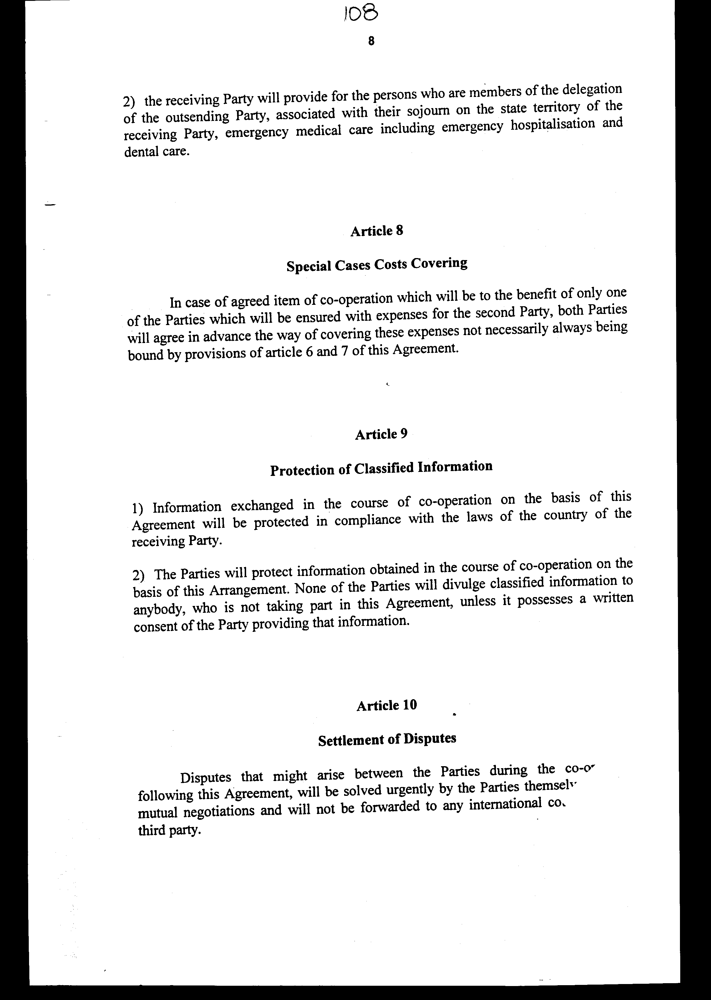 108
8
2) the receiving Party will provide for the persons who are members of the delegation
of the outsending Party, associated with their sojourn on the state territory of the
receiving Party, emergency medical care including emergency hospitalisation and
dental care.
Article 8
Special Cases Costs Covering
In case of agreed item of co-operation which will be to the benefit of only one
of the Parties which will be ensured with expenses for the second Party, both Parties
will agree in advance the way of covering these expenses not necessarily always being
bound by provisions of article 6 and 7 of this Agreement.
Article 9
Protection of Classified Information
1) Information exchanged in the course of co-operation on the basis of this
Agreement will be protected in compliance with the laws of the country of the
receiving Party.
2) The Parties will protect information obtained in the course of co-operation on the
basis of this Arrangement. None of the Parties will divulge classified information to
anybody, who is not taking part in this Agreement, unless it possesses a written
consent of the Party providing that information.
Article 10
Settlement of Disputes
Disputes that might arise between the Parties during the
following this Agreement, will be solved urgently by the Parties
mutual negotiations and will not be forwarded to any international
third party.